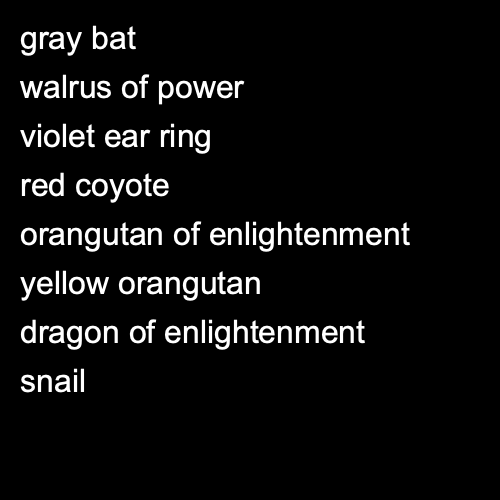 gray bat
walrus of power
violet ear ring
red coyote
orangutan of enlightenment
yellow orangutan
dragon of enlightenment
snail